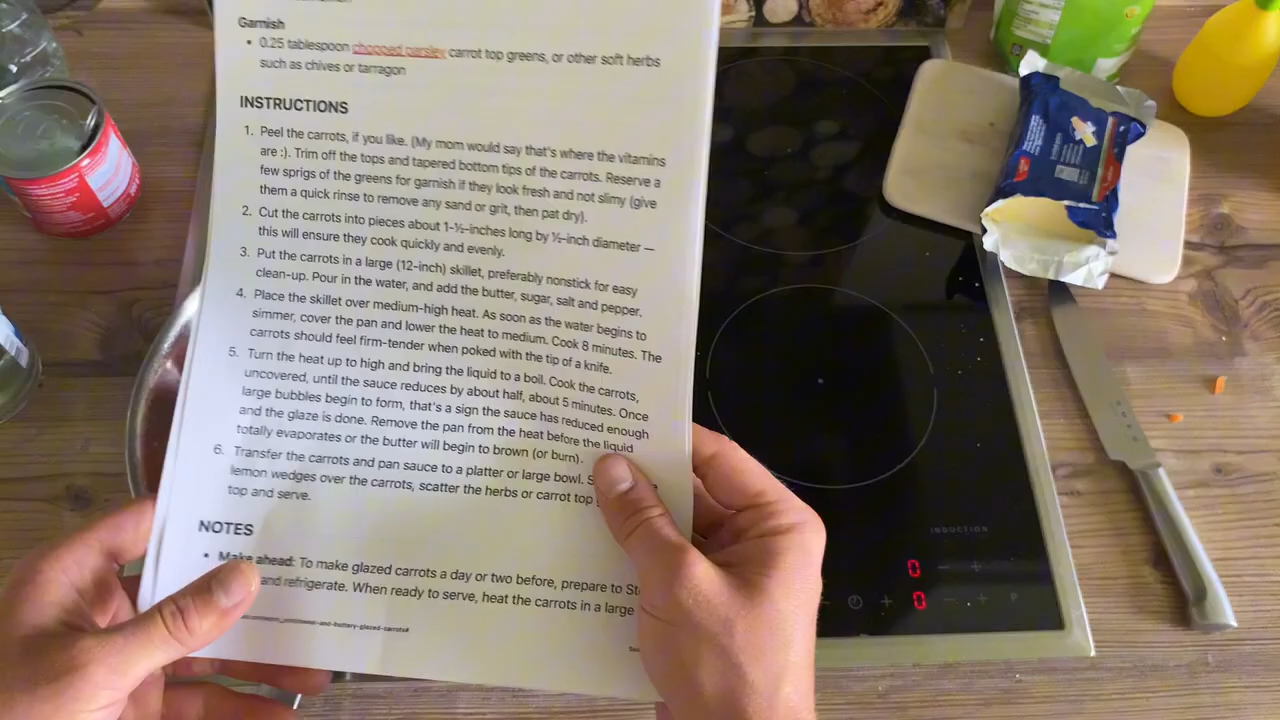 Garnish
• 0.25 tablespoon chopped parsley carrot top greens, or other soft herbs
such as chives or tarragon
INSTRUCTIONS
1. Peel the carrots, if you like. (My mom would say that's where the vitamins
are :). Trim off the tops and tapered bottom tips of the carrots. Reserve a
few sprigs of the greens for garnish if they look fresh and not slimy (give
them a quick rinse to remove any sand or grit, then pat dry).
2. Cut the carrots into pieces about 1-½-inches long by ½-inch diameter —
this will ensure they cook quickly and evenly.
3. Put the carrots in a large (12-inch) skillet, preferably nonstick for easy
clean-up. Pour in the water, and add the butter, sugar, salt and pepper.
4. Place the skillet over medium-high heat. As soon as the water begins to
simmer, cover the pan and lower the heat to medium. Cook 8 minutes. The
carrots should feel firm-tender when poked with the tip of a knife.
5. Turn the heat up to high and bring the liquid to a boil. Cook the carrots,
uncovered, until the sauce reduces by about half, about 5 minutes. Once
large bubbles begin to form, that's a sign the sauce has reduced enough
and the glaze is done. Remove the pan from the heat before the liquid
totally evaporates or the butter will begin to brown (or burn).
6. Transfer the carrots and pan sauce to a platter or large bowl. S
lemon wedges over the carrots, scatter the herbs or carrot top
top and serve.
NOTES
• Make ahead: To make glazed carrots a day or two before, prepare to St
and refrigerate. When ready to serve, heat the carrots in a large
INDUCTION
0
0 P